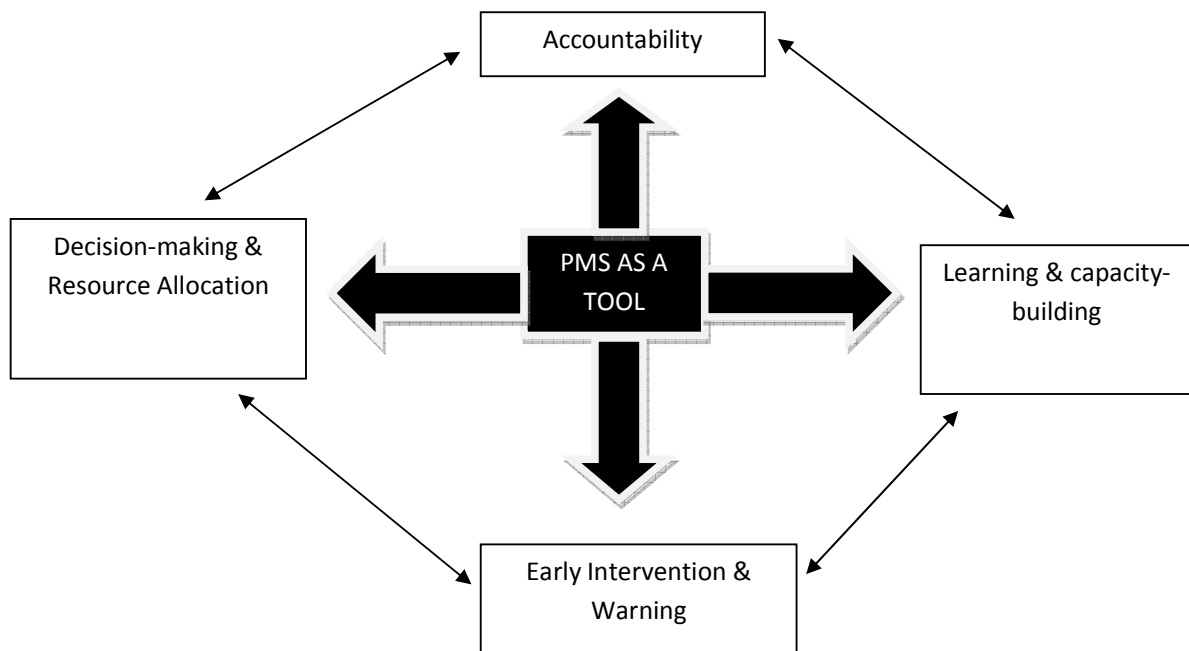 Accountability
Decision-making &
Resource Allocation
PMS AS A
TOOL
Learning & capacity-
building
Early Intervention &
Warning